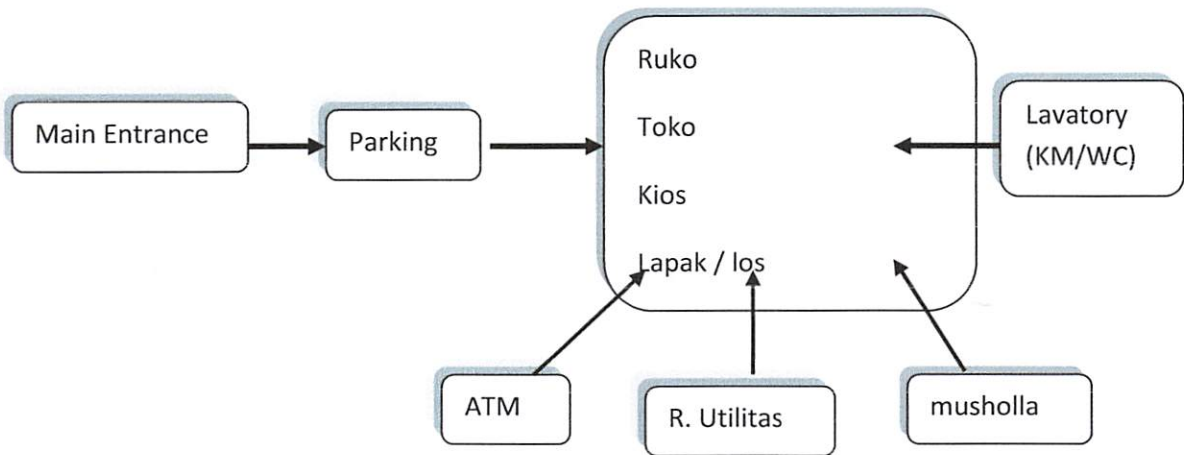 Main Entrance
Parking
Ruko
Toko
Kios
Lapak / los
Lavatory
(KM/WC)
ATM
R. Utilitas
musholla